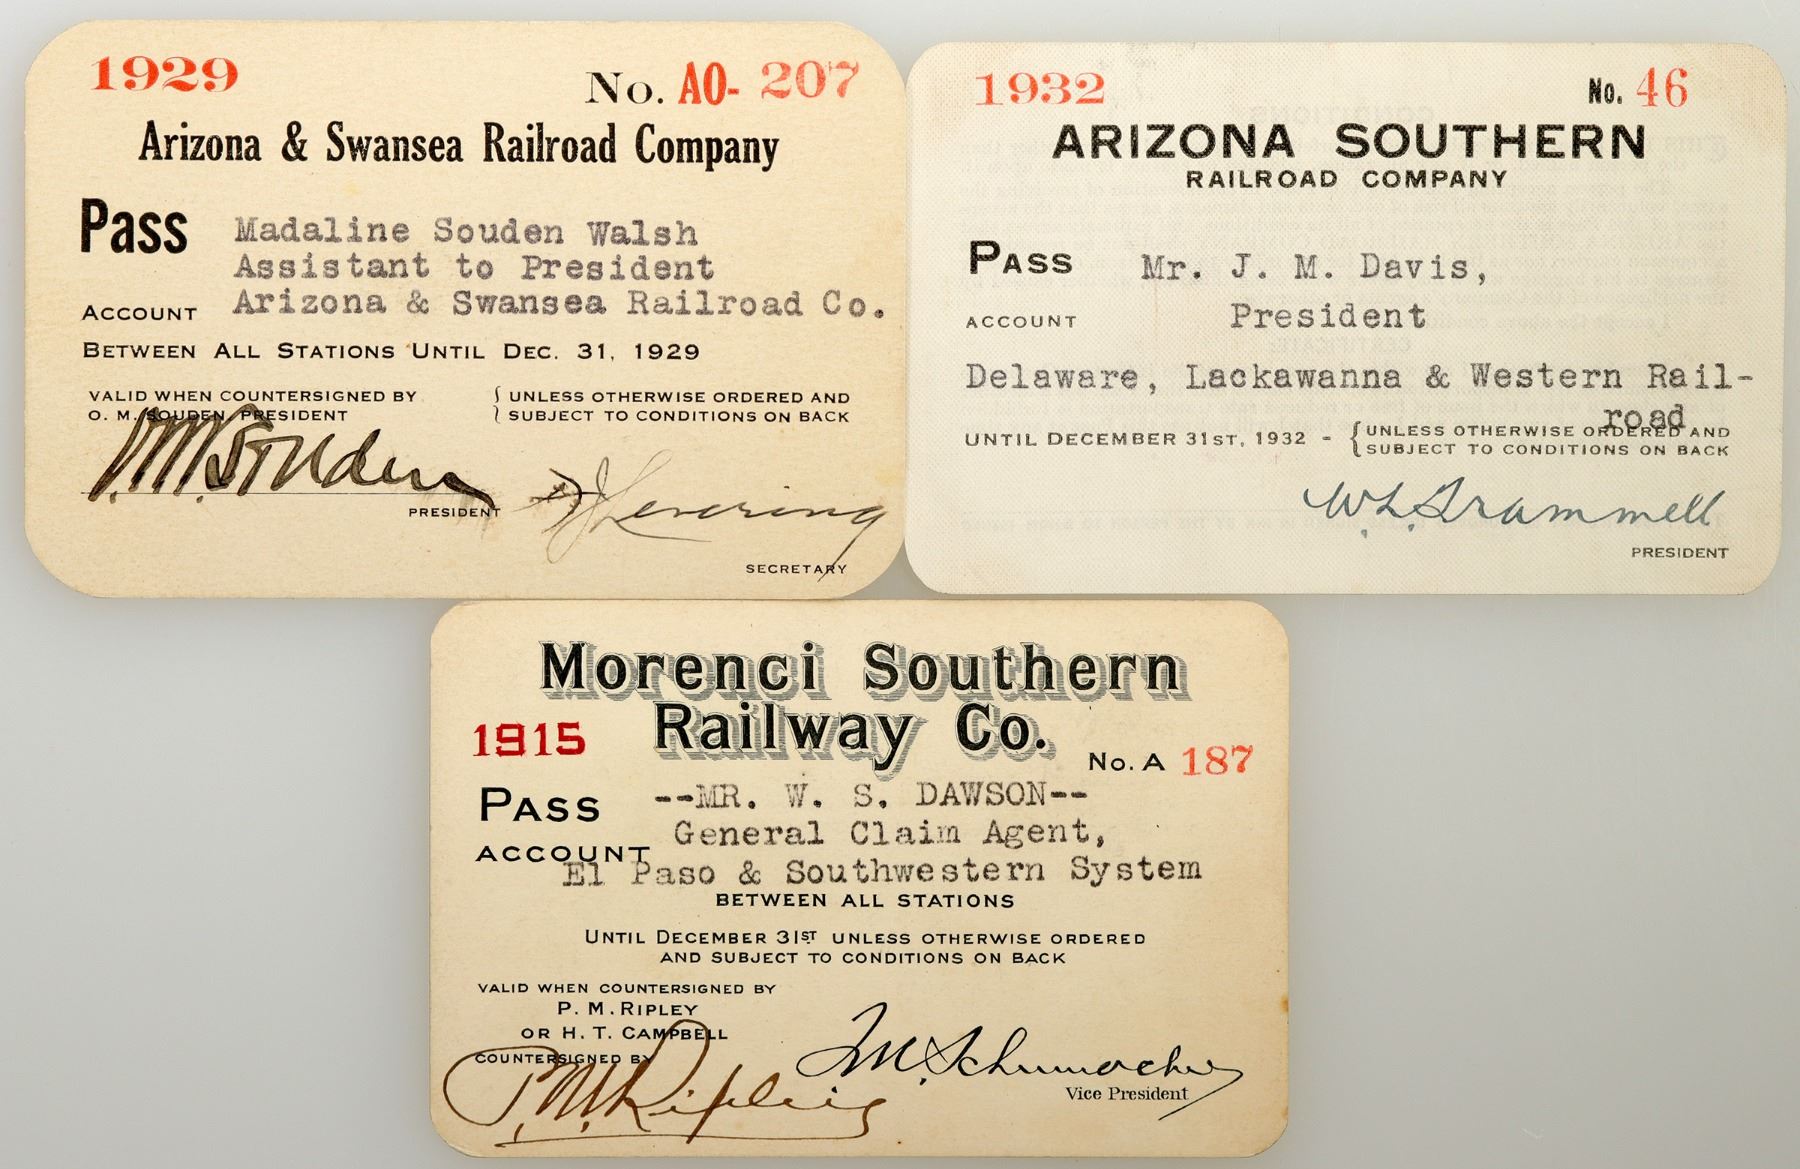 1929
No. AO- 207
Arizona & Swansea Railroad Company
Pass Madaline Souden Walsh
Assistant to President
ACCOUNT Arizona & Swansea Railroad Co.
BETWEEN ALL STATIONS UNTIL DEC. 31, 1929
VALID WHEN COUNTERSIGNED BY
O. M. SOUDEN, PRESIDENT
UNLESS OTHERWISE ORDERED AND
SUBJECT TO CONDITIONS ON BACK
O. M. Souden
PRESIDENT
Levering
SECRETARY
1932
No. 46
ARIZONA SOUTHERN
RAILROAD COMPANY
PASS Mr. J. M. Davis,
ACCOUNT President
Delaware, Lackawanna & Western Rail-
road
UNTIL DECEMBER 31ST, 1932 - UNLESS OTHERWISE ORDERED AND
SUBJECT TO CONDITIONS ON BACK
W. L. Trammell
PRESIDENT
Morenci Southern
Railway Co.
1915
No. A 187
PASS --MR. W. S. DAWSON--
General Claim Agent,
ACCOUNT
El Paso & Southwestern System
BETWEEN ALL STATIONS
UNTIL DECEMBER 31ST UNLESS OTHERWISE ORDERED
AND SUBJECT TO CONDITIONS ON BACK
VALID WHEN COUNTERSIGNED BY
P. M. RIPLEY
OR H. T. CAMPBELL
COUNTERSIGNED BY
P. M. Ripley
M. Schumacher
Vice President